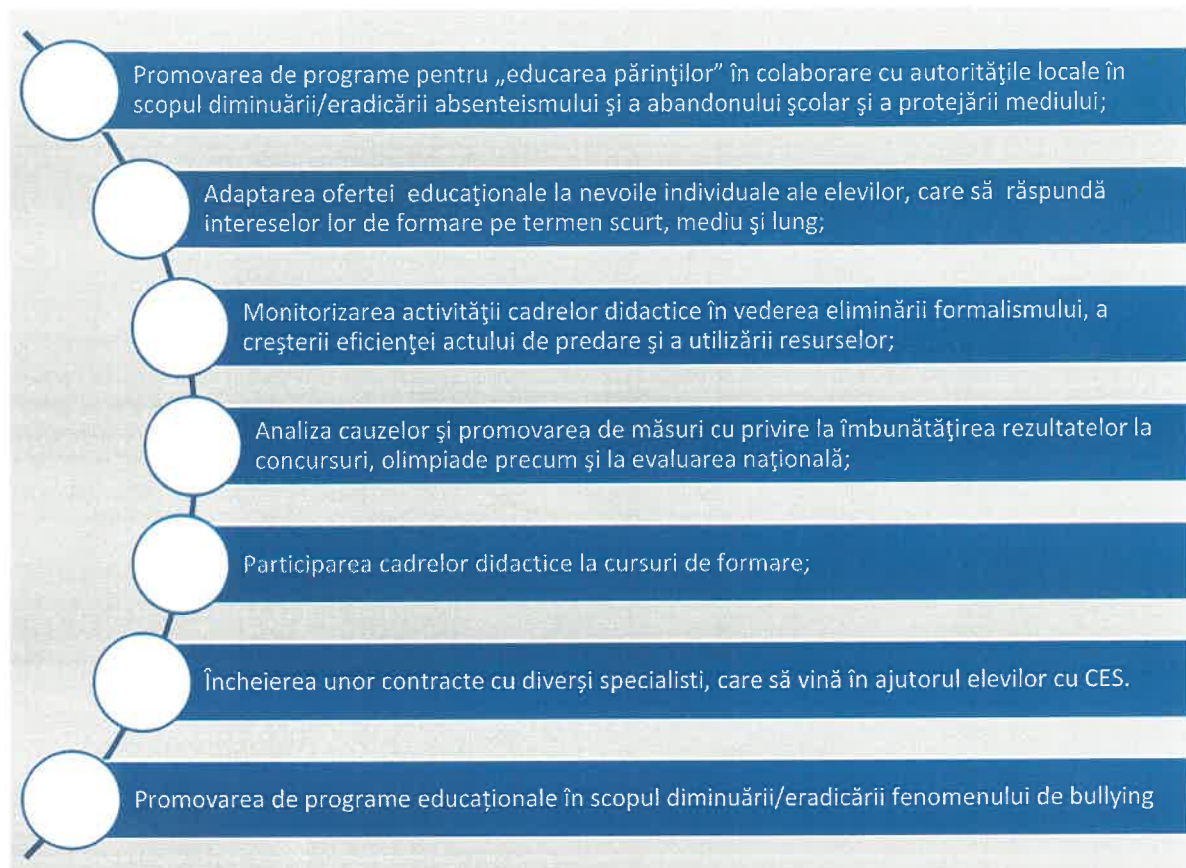 Promovarea de programe pentru „educarea părinţilor” în colaborare cu autorităţile locale în
scopul diminuării/eradicării absenteismului şi a abandonului şcolar şi a protejării mediului;
Adaptarea ofertei educaţionale la nevoile individuale ale elevilor, care să răspundă
intereselor lor de formare pe termen scurt, mediu şi lung;
Monitorizarea activităţii cadrelor didactice în vederea eliminării formalismului, a
creşterii eficienţei actului de predare şi a utilizării resurselor;
Analiza cauzelor şi promovarea de măsuri cu privire la îmbunătăţirea rezultatelor la
concursuri, olimpiade precum şi la evaluarea naţională;
Participarea cadrelor didactice la cursuri de formare;
Încheierea unor contracte cu diverși specialisti, care să vină în ajutorul elevilor cu CES.
Promovarea de programe educaționale în scopul diminuării/eradicării fenomenului de bullying